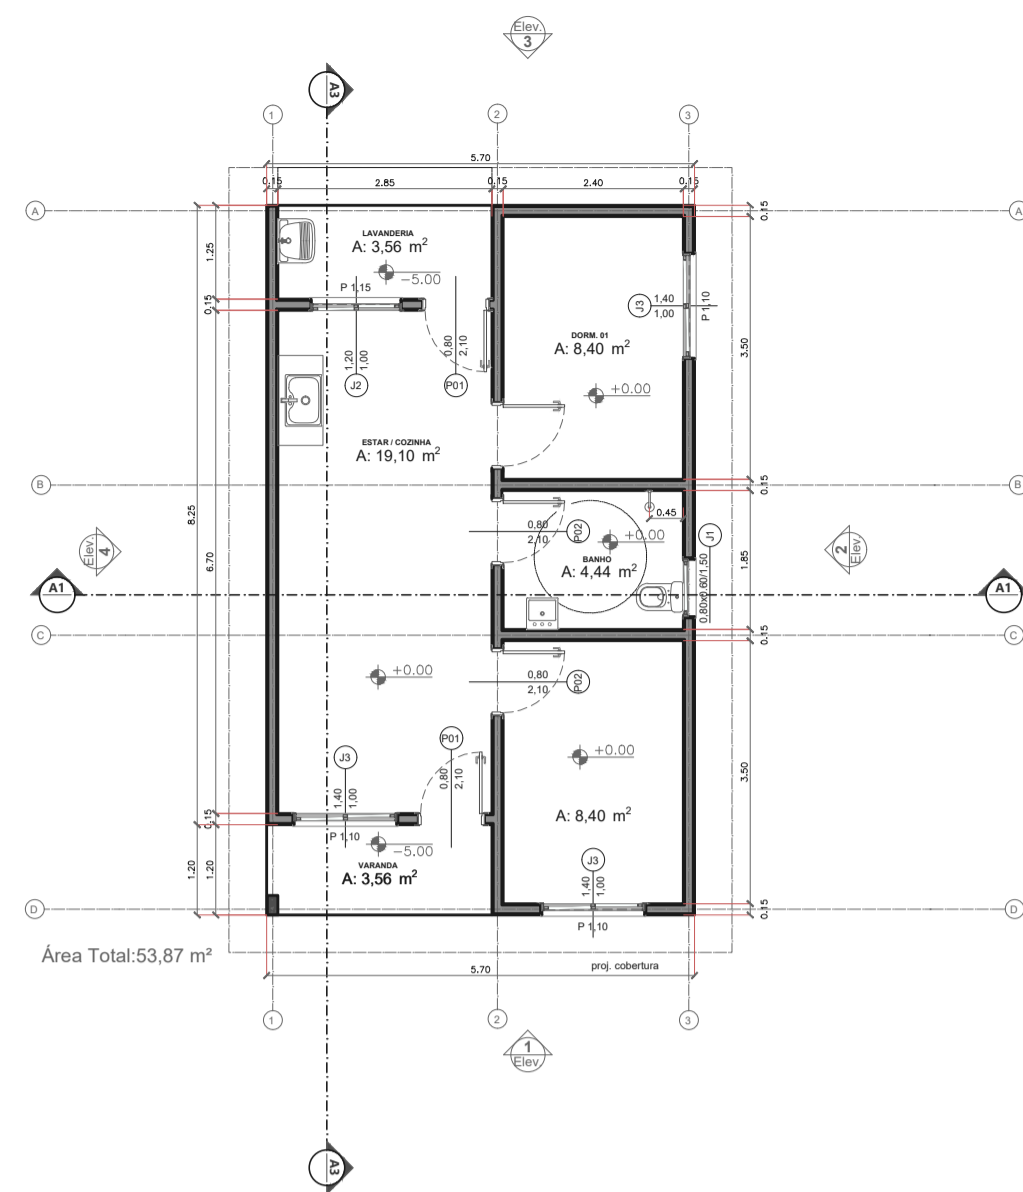 Elev.
3
A3
1
2
3
5.70
0.15
2.85
0.15
2.40
0.15
A
A
0.15
LAVANDERIA
A: 3,56 m²
-5.00
1.25
P 1,15
0.15
J3
1,40
1,00
P 1,10
DORM. 01
A: 8,40 m²
3.50
0,80
2,10
1,20
1,00
J2
P01
+0.00
ESTAR / COZINHA
A: 19,10 m²
B
B
0.15
8.25
0.45
0,80
2,10
P02
+0.00
J1
Elev.
4
2
Elev.
6.70
BANHO
A: 4,44 m²
0,80x0,60/1,50
1.85
A1
A1
C
C
0.15
+0.00
0,80
2,10
P02
P01
J3
+0.00
0,80
2,10
3.50
1,40
1,00
0.15
A: 8,40 m²
P 1,10
-5.00
VARANDA
A: 3,56 m²
1.20
1.20
J3
1,40
1,00
D
D
0.15
P 1,10
Área Total:53,87 m²
proj. cobertura
5.70
1
2
3
1
Elev.
A3